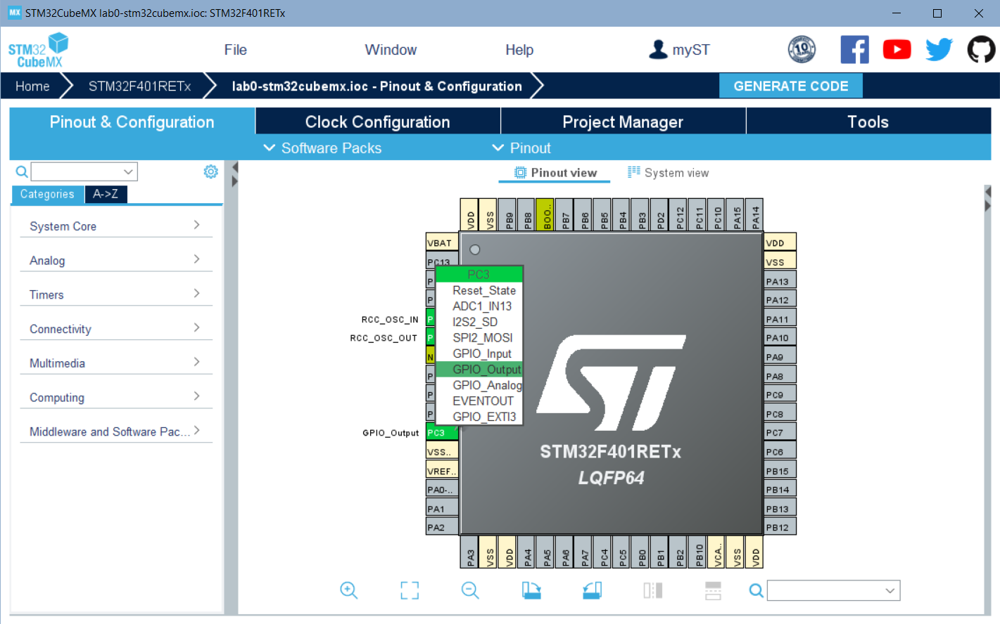 MX STM32CubeMX lab0-stm32cubemx.ioc: STM32F401RETx
STM32
CubeMX
File
Window
Help
myST
10
Home
STM32F401RETx
lab0-stm32cubemx.ioc - Pinout & Configuration
GENERATE CODE
Pinout & Configuration
Clock Configuration
Project Manager
Tools
Software Packs
Pinout
Pinout view
System view
Categories
A->Z
System Core
Analog
Timers
Connectivity
Multimedia
Computing
Middleware and Software Pac...
VDD
VSS
PB9
PB8
BOO..
PB7
PB6
PB5
PB4
PB3
PD2
PC12
PC11
PC10
PA15
PA14
VBAT
PC13
P
P
RCC_OSC_IN P
RCC_OSC_OUT P
N
P
P
P
GPIO_Output PC3
VSS..
VREF..
PA0-..
PA1
PA2
PC3
Reset_State
ADC1_IN13
I2S2_SD
SPI2_MOSI
GPIO_Input
GPIO_Output
GPIO_Analog
EVENTOUT
GPIO_EXTI3
ST
STM32F401RETx
LQFP64
VDD
VSS
PA13
PA12
PA11
PA10
PA9
PA8
PC9
PC8
PC7
PC6
PB15
PB14
PB13
PB12
PA3
VSS
VDD
PA4
PA5
PA6
PA7
PC4
PC5
PB0
PB1
PB2
PB10
VCA..
VSS
VDD